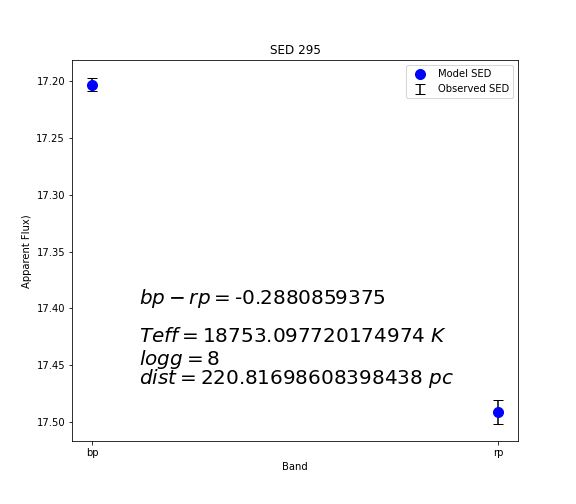 SED 295
Model SED
Observed SED
17.20
17.25
17.30
17.35
17.40
17.45
17.50
Apparent Flux)
bp − rp = -0.2880859375
Teff = 18753.097720174974 K
logg = 8
dist = 220.81698608398438 pc
bp
rp
Band